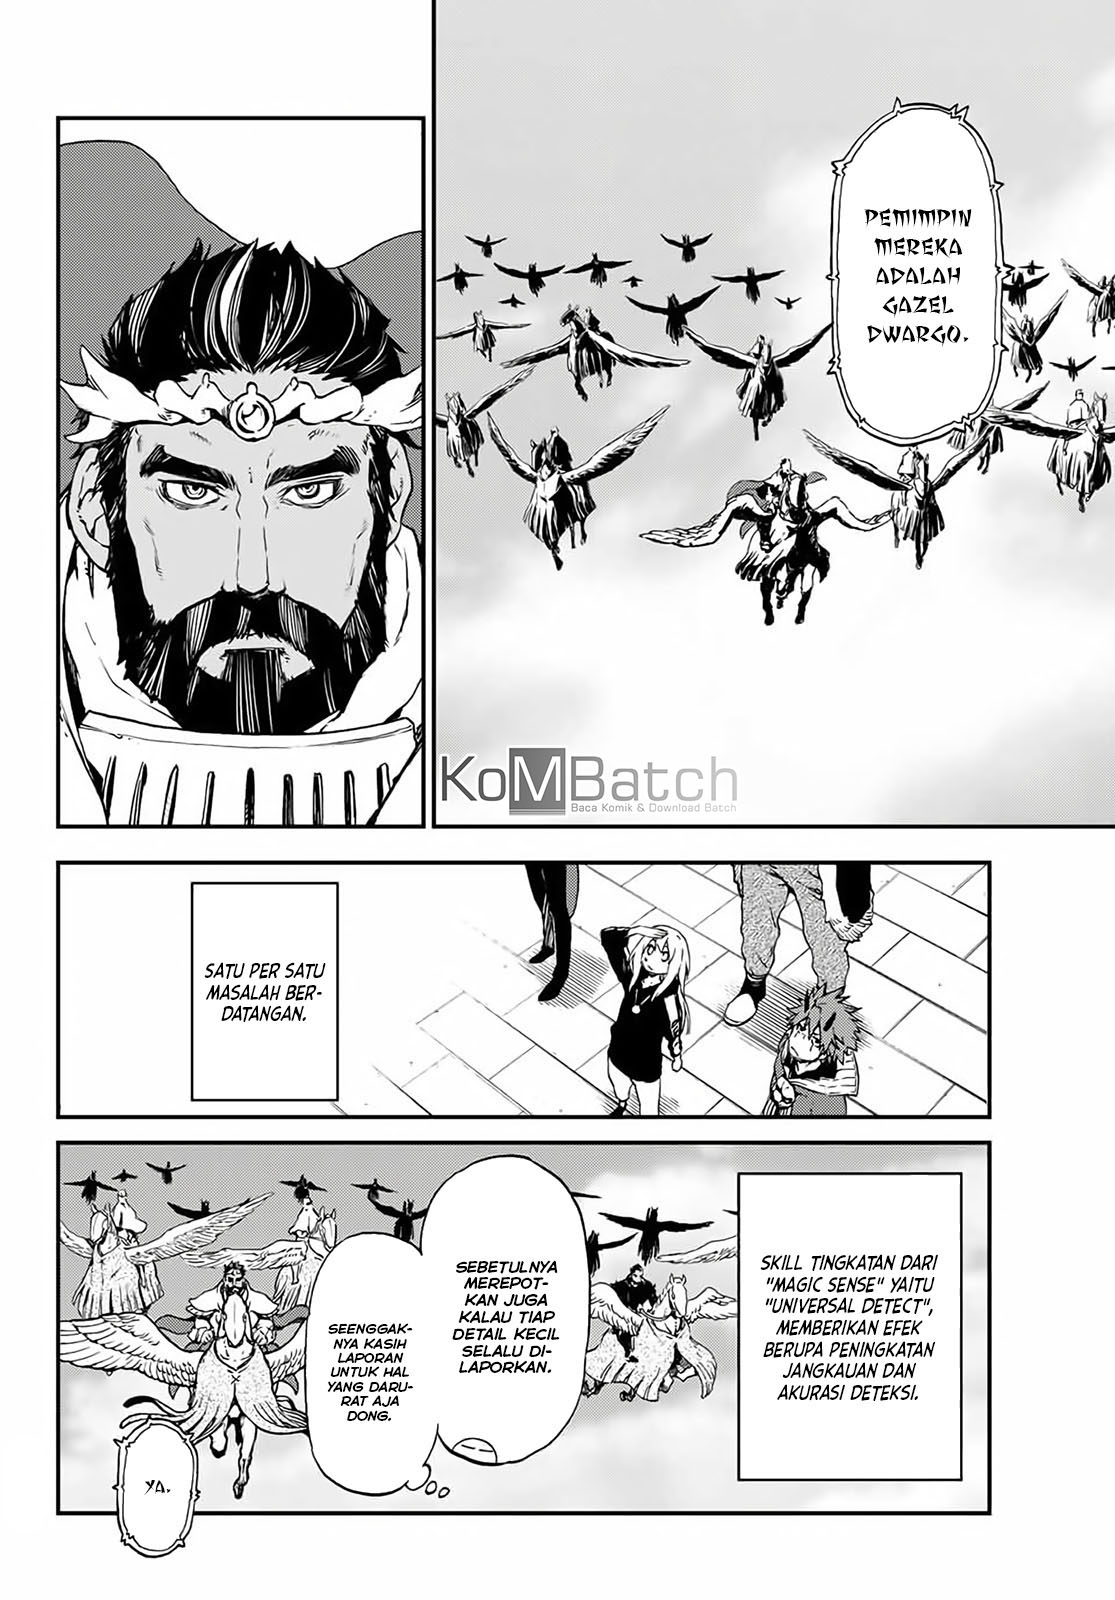 PEMIMPIN
MEREKA
ADALAH
GAZEL
DWARGO.
KoMBatch
Baca Komik & Download Batch
SATU PER SATU
MASALAH BER-
DATANGAN.
SKILL TINGKATAN DARI
"MAGIC SENSE" YAITU
"UNIVERSAL DETECT",
MEMBERIKAN EFEK
BERUPA PENINGKATAN
JANGKAUAN DAN
AKURASI DETEKSI.
SEBETULNYA
MEREPOT-
KAN JUGA
KALAU TIAP
DETAIL KECIL
SELALU DI-
LAPORKAN.
SEENGGAK-
NYA KASIH
LAPORAN
UNTUK HAL
YANG DARU-
RAT AJA
DONG.
YA.